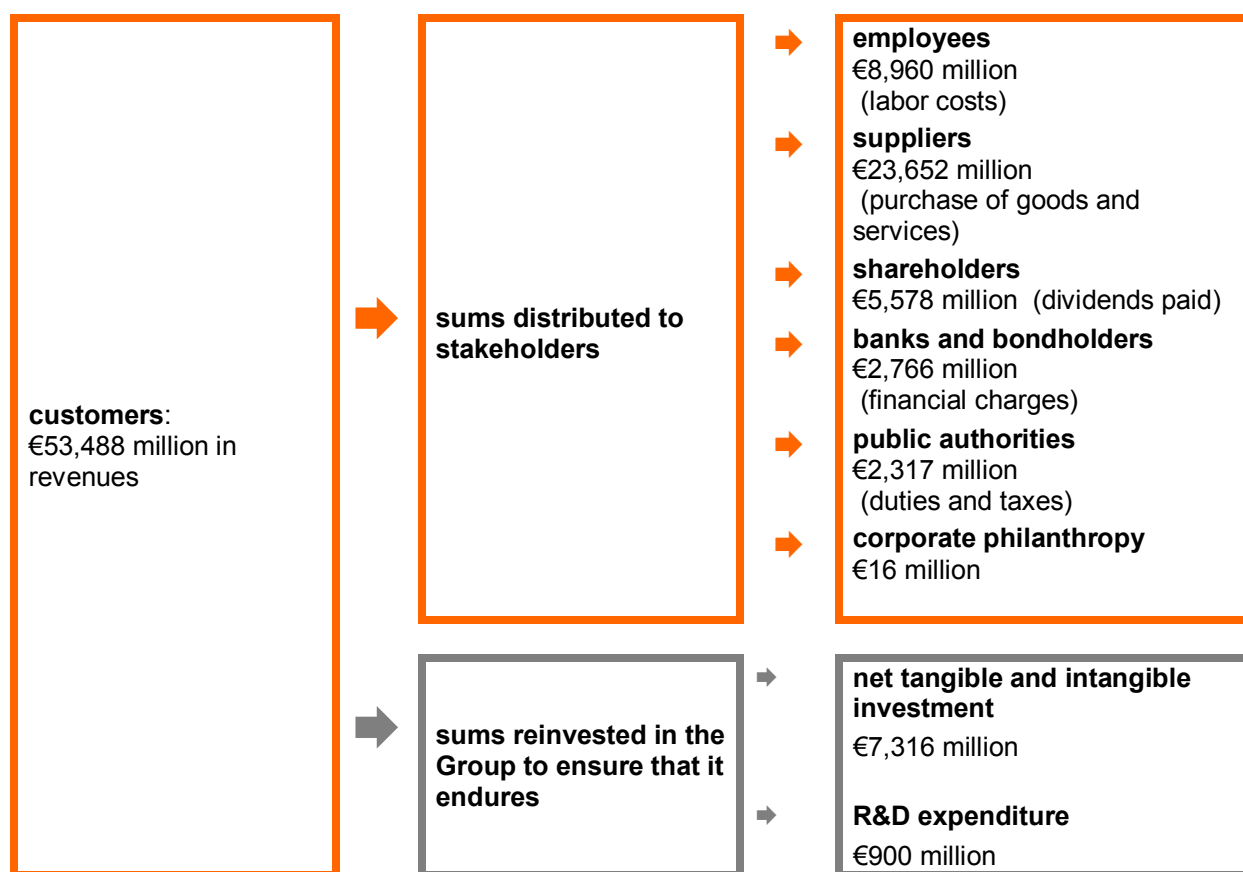 customers:
€53,488 million in
revenues
sums distributed to
stakeholders
employees
€8,960 million
(labor costs)
suppliers
€23,652 million
(purchase of goods and
services)
shareholders
€5,578 million (dividends paid)
banks and bondholders
€2,766 million
(financial charges)
public authorities
€2,317 million
(duties and taxes)
corporate philanthropy
€16 million
sums reinvested in the
Group to ensure that it
endures
net tangible and intangible
investment
€7,316 million
R&D expenditure
€900 million